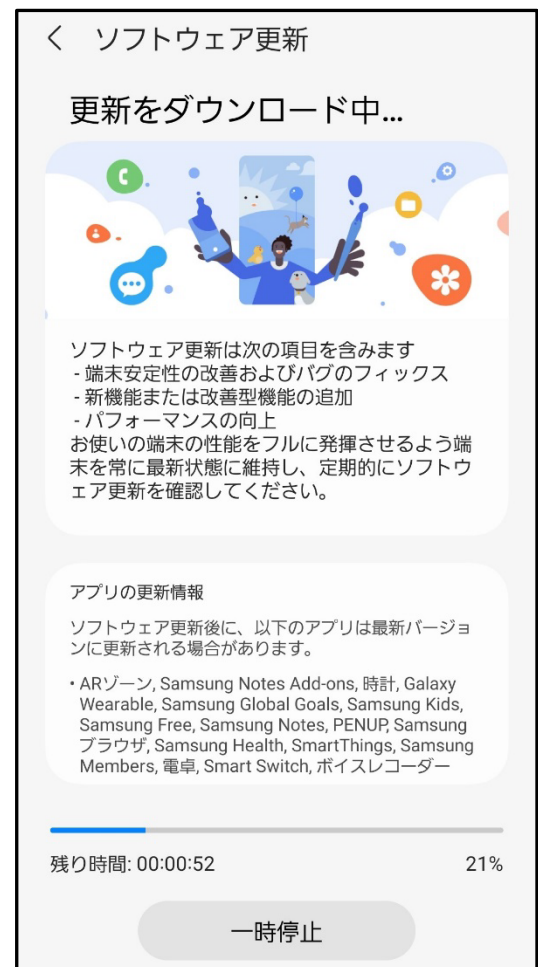 ソフトウェア更新
更新をダウンロード中...
ソフトウェア更新は次の項目を含みます
- 端末安定性の改善およびバグのフィックス
- 新機能または改善型機能の追加
- パフォーマンスの向上
お使いの端末の性能をフルに発揮させるよう端
末を常に最新状態に維持し、定期的にソフトウ
ェア更新を確認してください。
アプリの更新情報
ソフトウェア更新後に、以下のアプリは最新バージョ
ンに更新される場合があります。
• ARゾーン, Samsung Notes Add-ons, 時計, Galaxy
Wearable, Samsung Global Goals, Samsung Kids,
Samsung Free, Samsung Notes, PENUP, Samsung
ブラウザ, Samsung Health, SmartThings, Samsung
Members, 電卓, Smart Switch, ボイスレコーダー
残り時間: 00:00:52 21%
一時停止